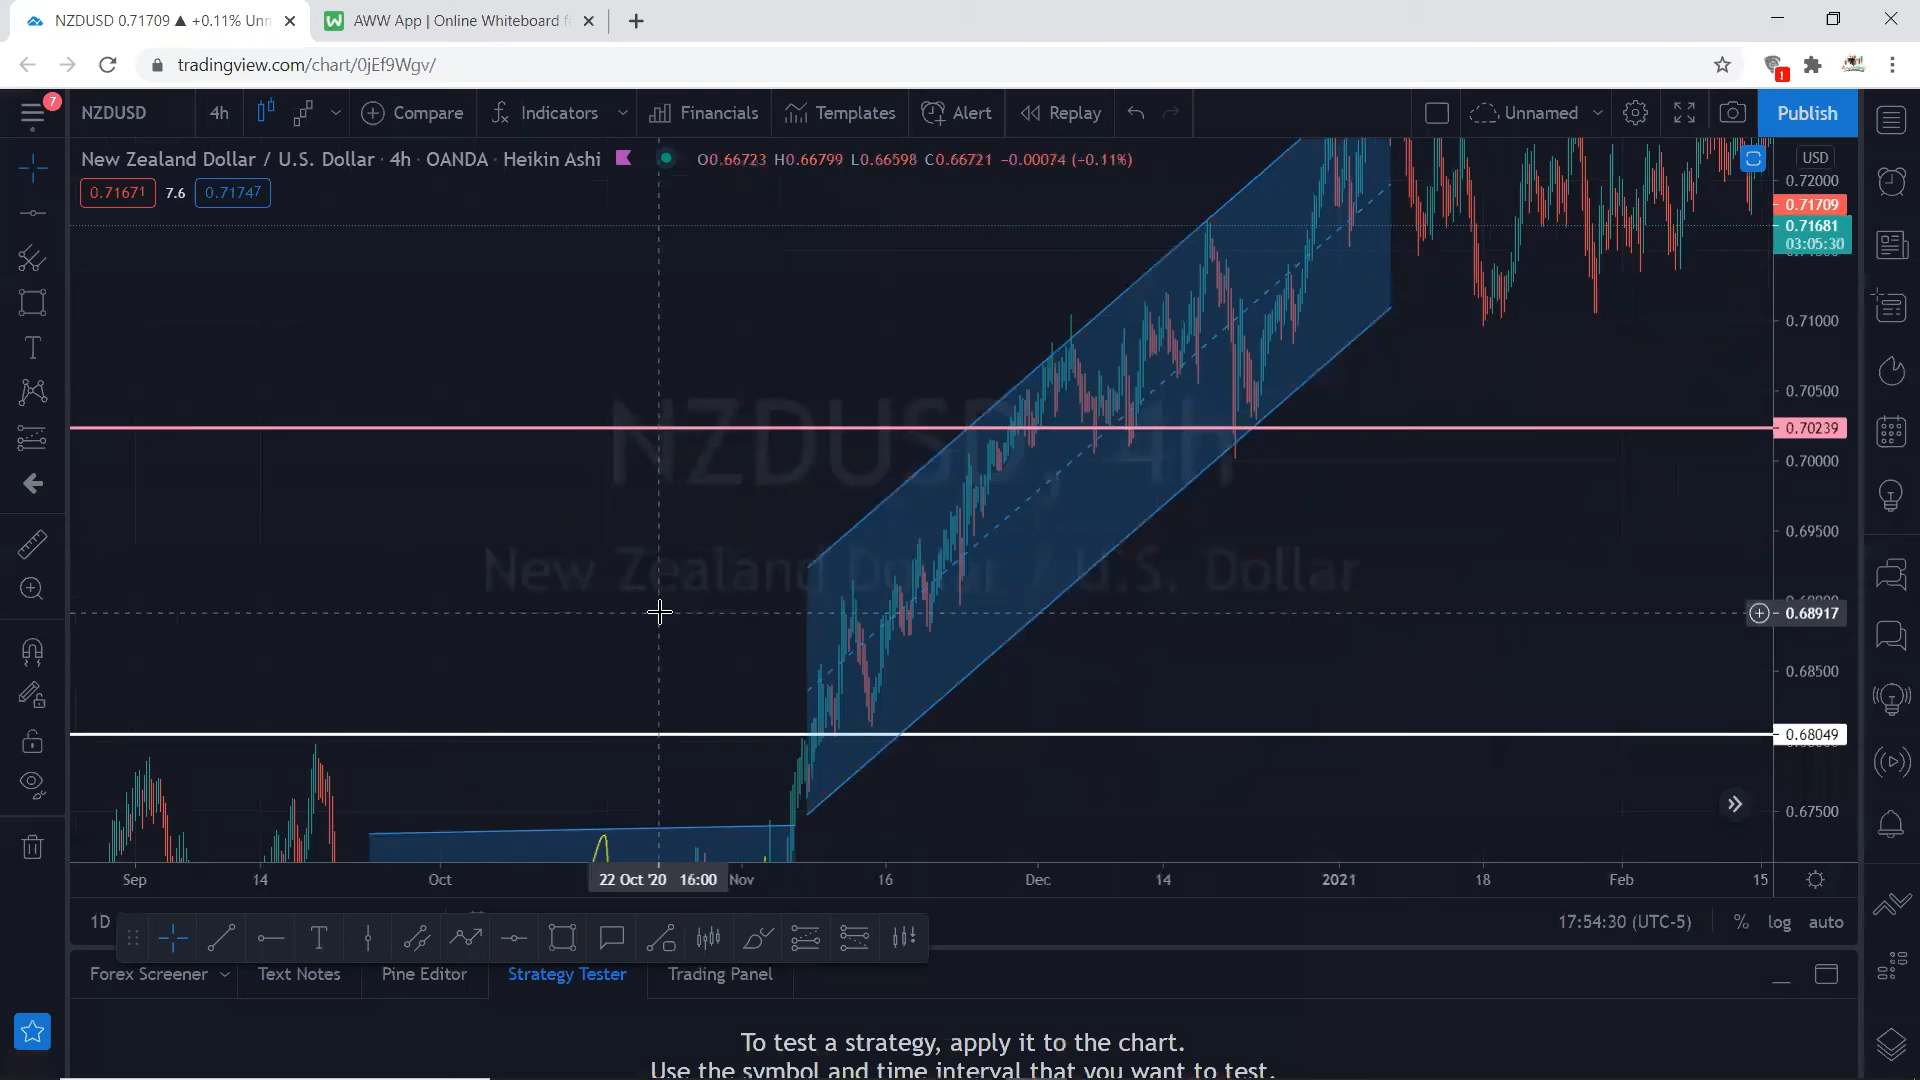 NZDUSD 0.71709 ▲ +0.11% Unn
AWW App | Online Whiteboard f
tradingview.com/chart/0jEf9Wgv/
7
NZDUSD 4h Compare Indicators Financials Templates Alert Replay Unnamed Publish
New Zealand Dollar / U.S. Dollar · 4h · OANDA · Heikin Ashi O0.66723 H0.66799 L0.66598 C0.66721 −0.00074 (−0.11%)
0.71671 7.6 0.71747
USD
0.72000
0.71709
0.71681
03:05:30
0.71000
0.70500
0.70239
0.70000
0.69500
0.68917
0.68500
0.68049
0.67500
NZDUSD, 4h
New Zealand Dollar / U.S. Dollar
Sep 14 Oct 22 Oct '20 16:00 Nov 16 Dec 14 2021 18 Feb 15
1D 17:54:30 (UTC-5) % log auto
Forex Screener Text Notes Pine Editor Strategy Tester Trading Panel
To test a strategy, apply it to the chart.
Use the symbol and time interval that you want to test.